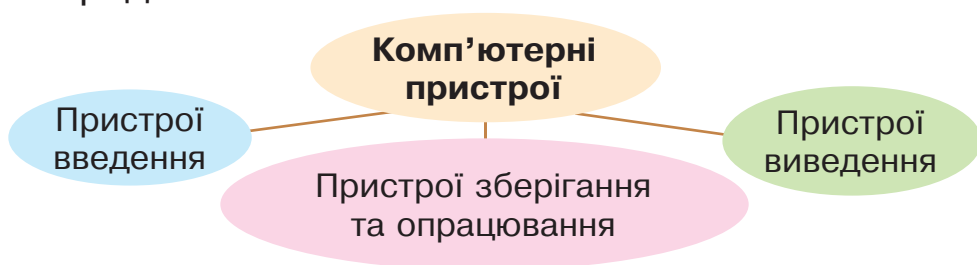 Комп’ютерні
пристрої
Пристрої
введення
Пристрої зберігання
та опрацювання
Пристрої
виведення